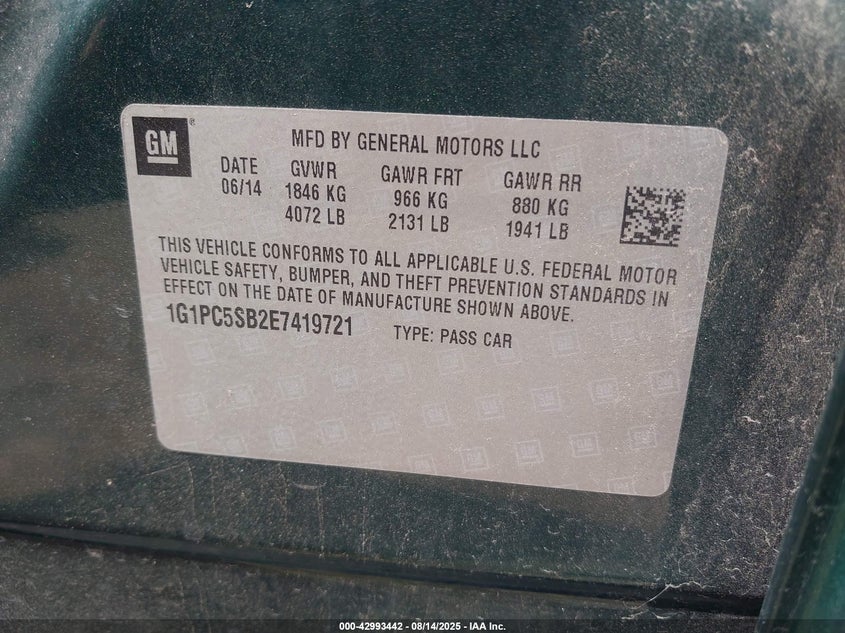 GM ®
MFD BY GENERAL MOTORS LLC
DATE GVWR GAWR FRT GAWR RR
06/14 1846 KG 966 KG 880 KG
4072 LB 2131 LB 1941 LB
THIS VEHICLE CONFORMS TO ALL APPLICABLE U.S. FEDERAL MOTOR
VEHICLE SAFETY, BUMPER, AND THEFT PREVENTION STANDARDS IN
EFFECT ON THE DATE OF MANUFACTURE SHOWN ABOVE.
1G1PC5SB2E7419721 TYPE: PASS CAR
000-42993442 - 08/14/2025 - IAA Inc.